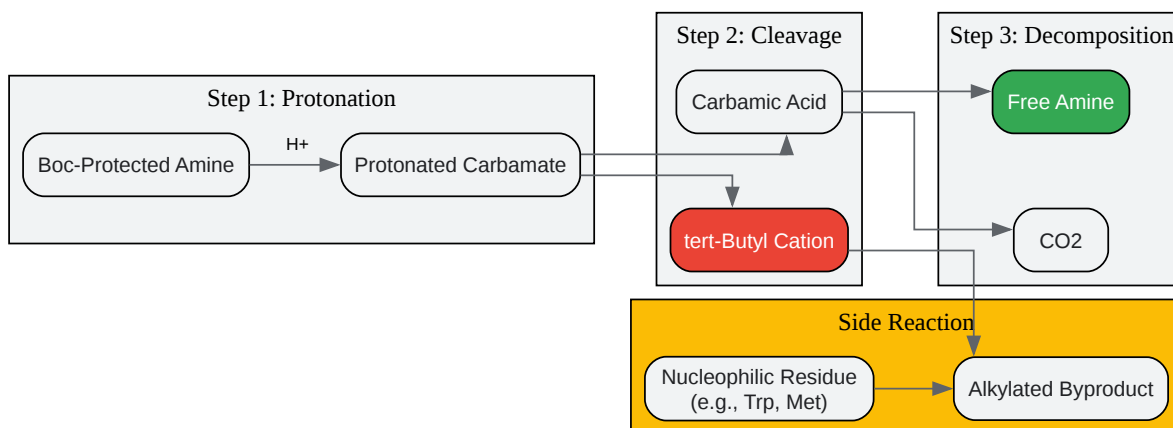 Step 1: Protonation
Boc-Protected Amine
H+
Protonated Carbamate
Step 2: Cleavage
Carbamic Acid
tert-Butyl Cation
Step 3: Decomposition
Free Amine
CO2
Side Reaction
Nucleophilic Residue
(e.g., Trp, Met)
Alkylated Byproduct